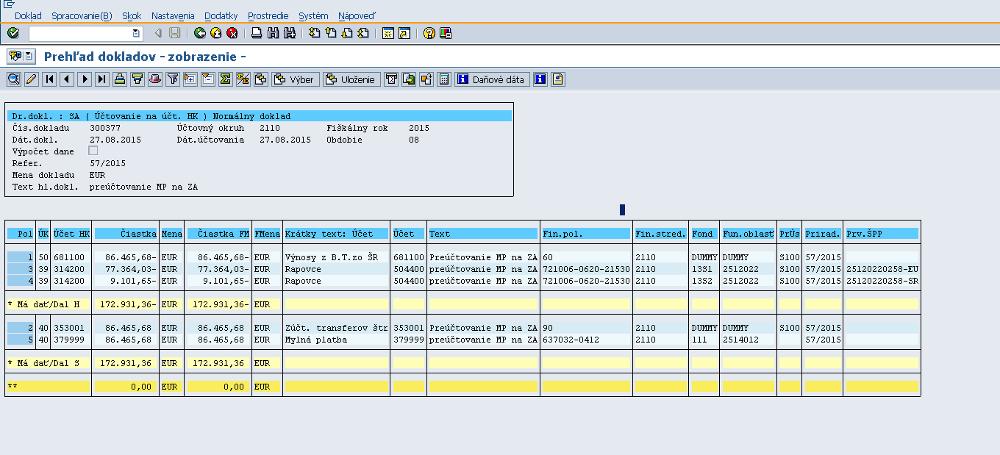 Doklad Spracovanie(B) Skok Nastavenia Dodatky Prostredie Systém Nápoveď
Prehľad dokladov - zobrazenie -
Výber Uloženie Daňové dáta
Dr.dokl. : SA ( Účtovanie na účt. HK ) Normálny doklad
Čís.dokladu 300377 Účtovný okruh 2110 Fiškálny rok 2015
Dát.dokl. 27.08.2015 Dát.účtovania 27.08.2015 Obdobie 08
Výpočet dane
Refer. 57/2015
Mena dokladu EUR
Text hl.dokl. preúčtovanie MP na ZA
Pol ÚK Účet HK Čiastka Mena Čiastka FM FMena Krátky text: Účet Účet Text Fin.pol. Fin.stred. Fond Fun.oblasť PrÚs Prirad. Prv.ŠPP
1 50 681100 86.465,68- EUR 86.465,68- EUR Výnosy z B.T.zo ŠR 681100 Preúčtovanie MP na ZA 60 2110 DUMMY DUMMY S100 57/2015
3 39 314200 77.364,03- EUR 77.364,03- EUR Rapovce 504400 preúčtovanie MP na ZA 721006-0620-21530 2110 13S1 2512022 S100 57/2015 25120220258-EU
4 39 314200 9.101,65- EUR 9.101,65- EUR Rapovce 504400 preúčtovanie MP na ZA 721006-0620-21530 2110 13S2 2512022 S100 57/2015 25120220258-SR
* Má dať/Dal H 172.931,36- EUR 172.931,36- EUR
2 40 353001 86.465,68 EUR 86.465,68 EUR Zúčt. transferov štr 353001 Preúčtovanie MP na ZA 90 2110 DUMMY DUMMY S100 57/2015
5 40 379999 86.465,68 EUR 86.465,68 EUR Mylná platba 379999 preúčtovanie MP na ZA 637032-0412 2110 111 2514012 57/2015
* Má dať/Dal S 172.931,36 EUR 172.931,36 EUR
** 0,00 EUR 0,00 EUR